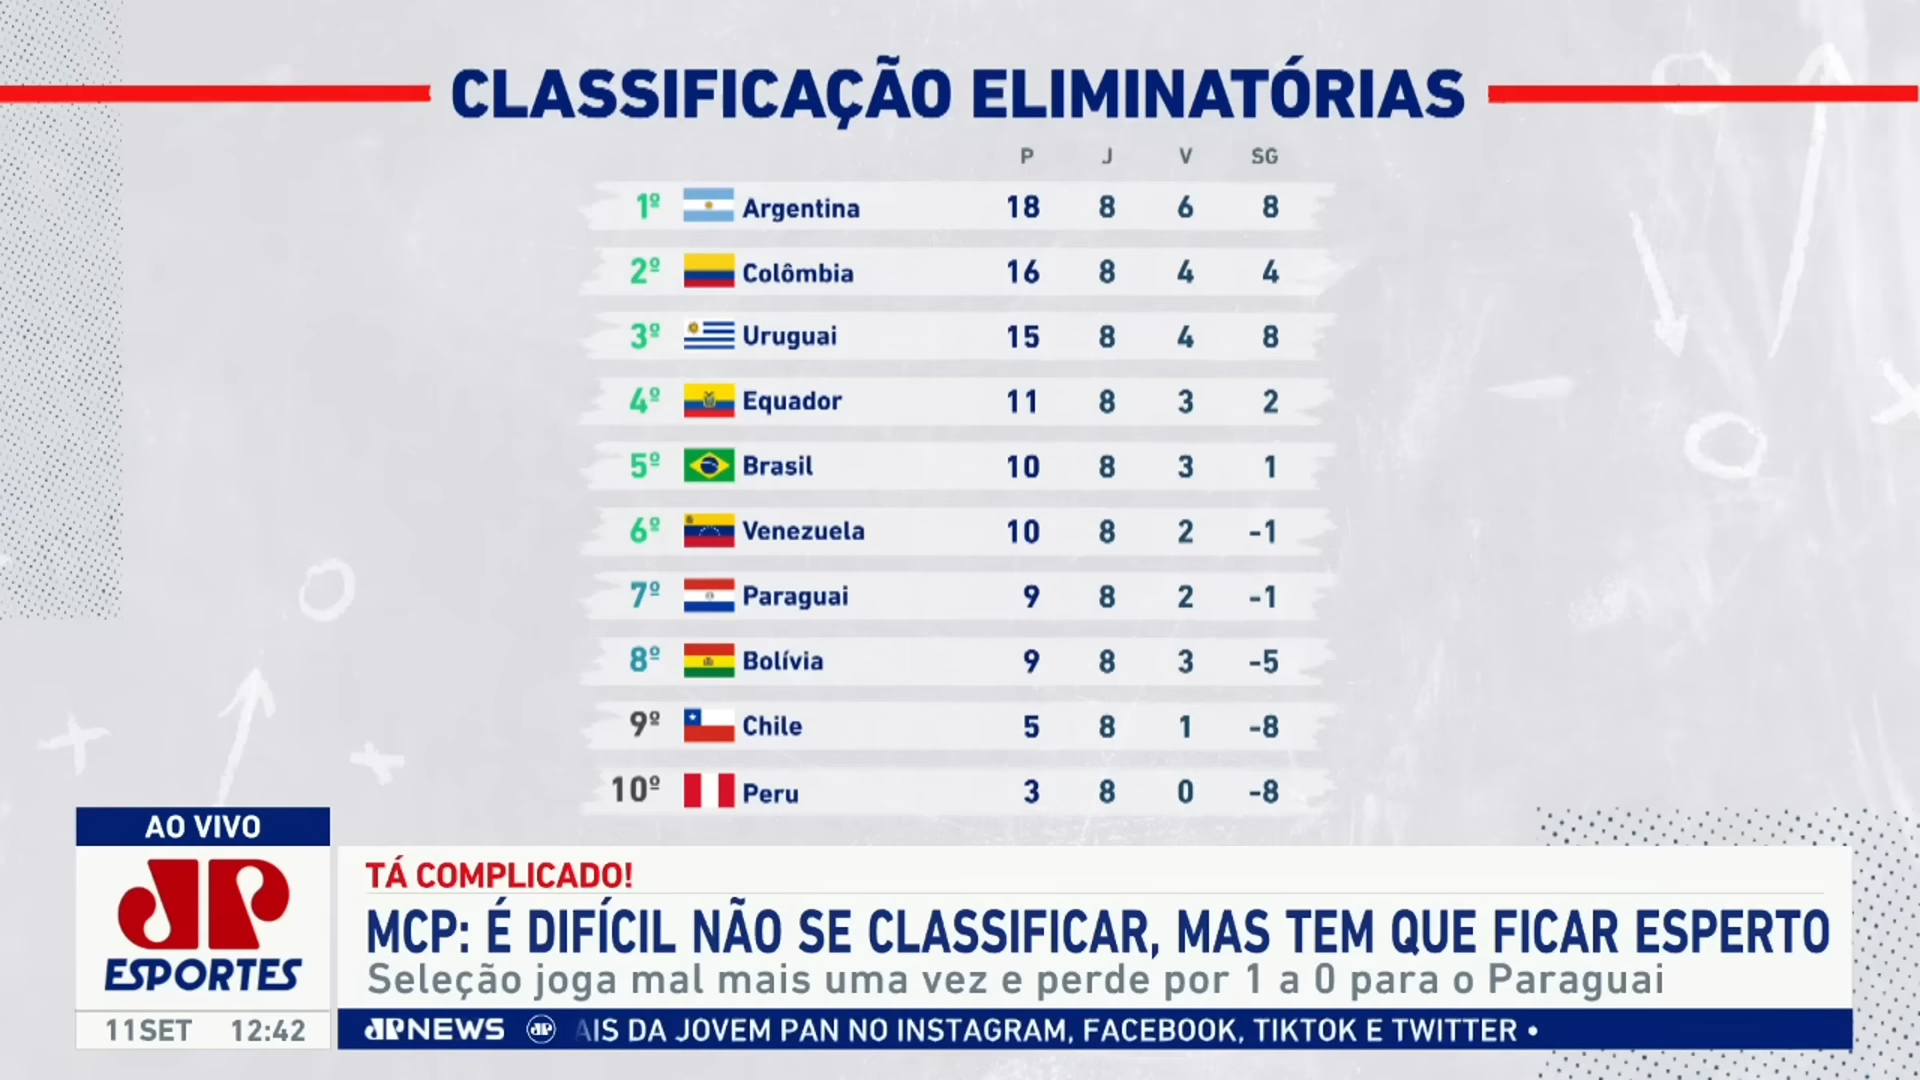 CLASSIFICAÇÃO ELIMINATÓRIAS
P J V SG
1º Argentina 18 8 6 8
2º Colômbia 16 8 4 4
3º Uruguai 15 8 4 8
4º Equador 11 8 3 2
5º Brasil 10 8 3 1
6º Venezuela 10 8 2 -1
7º Paraguai 9 8 2 -1
8º Bolívia 9 8 3 -5
9º Chile 5 8 1 -8
10º Peru 3 8 0 -8
AO VIVO
JP
ESPORTES
11SET 12:42
TÁ COMPLICADO!
MCP: É DIFÍCIL NÃO SE CLASSIFICAR, MAS TEM QUE FICAR ESPERTO
Seleção joga mal mais uma vez e perde por 1 a 0 para o Paraguai
JPNEWS JP AIS DA JOVEM PAN NO INSTAGRAM, FACEBOOK, TIKTOK E TWITTER •